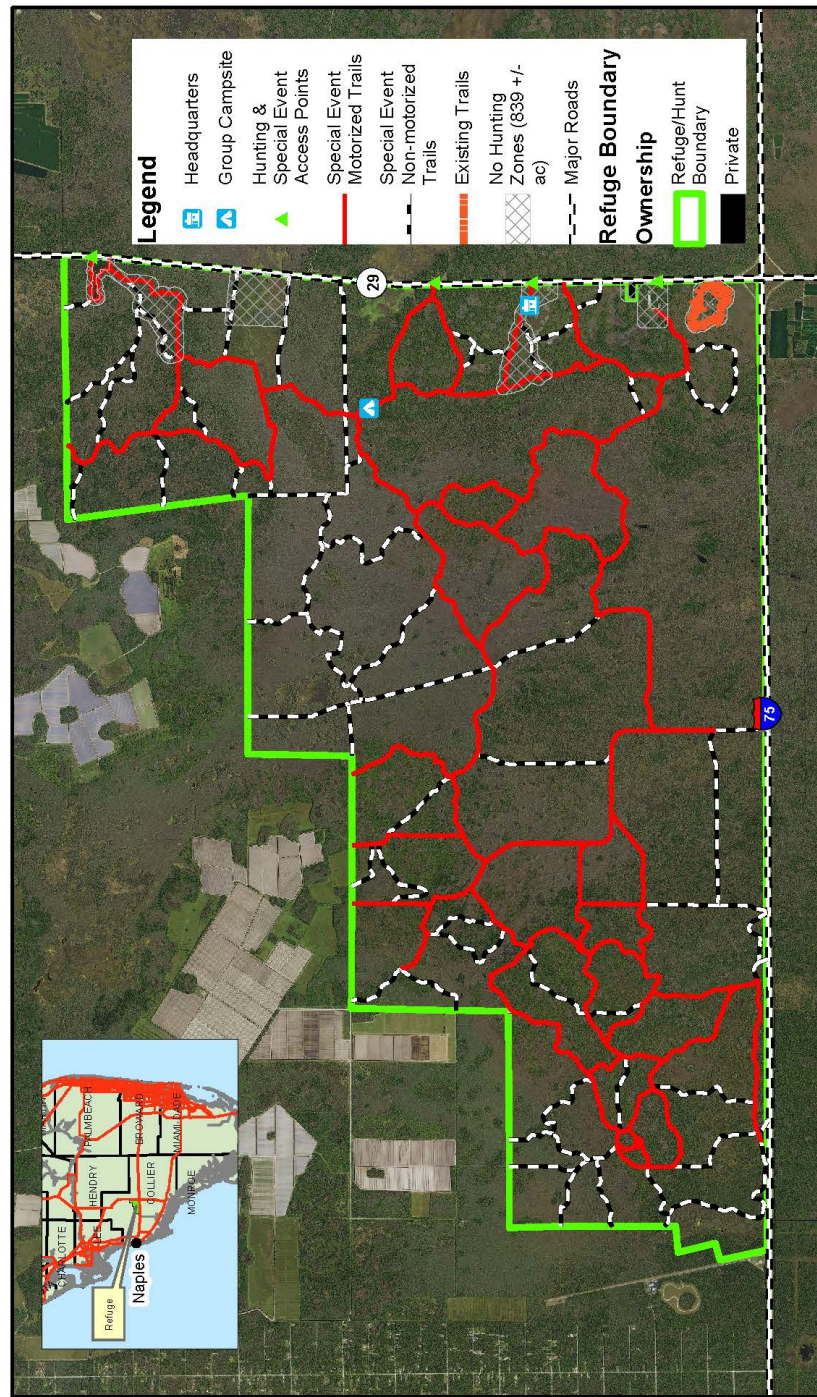 Legend
Headquarters
Group Campsite
Hunting &
Special Event
Access Points
Special Event
Motorized Trails
Special Event
Non-motorized
Trails
Existing Trails
No Hunting
Zones (839 +/-
ac)
Major Roads
Refuge Boundary
Ownership
Refuge/Hunt
Boundary
Private
29
75
CHARLOTTE
HENDRY
PALM BEACH
BROWARD
COLLIER
MIAMI-DADE
MONROE
Refuge
Naples